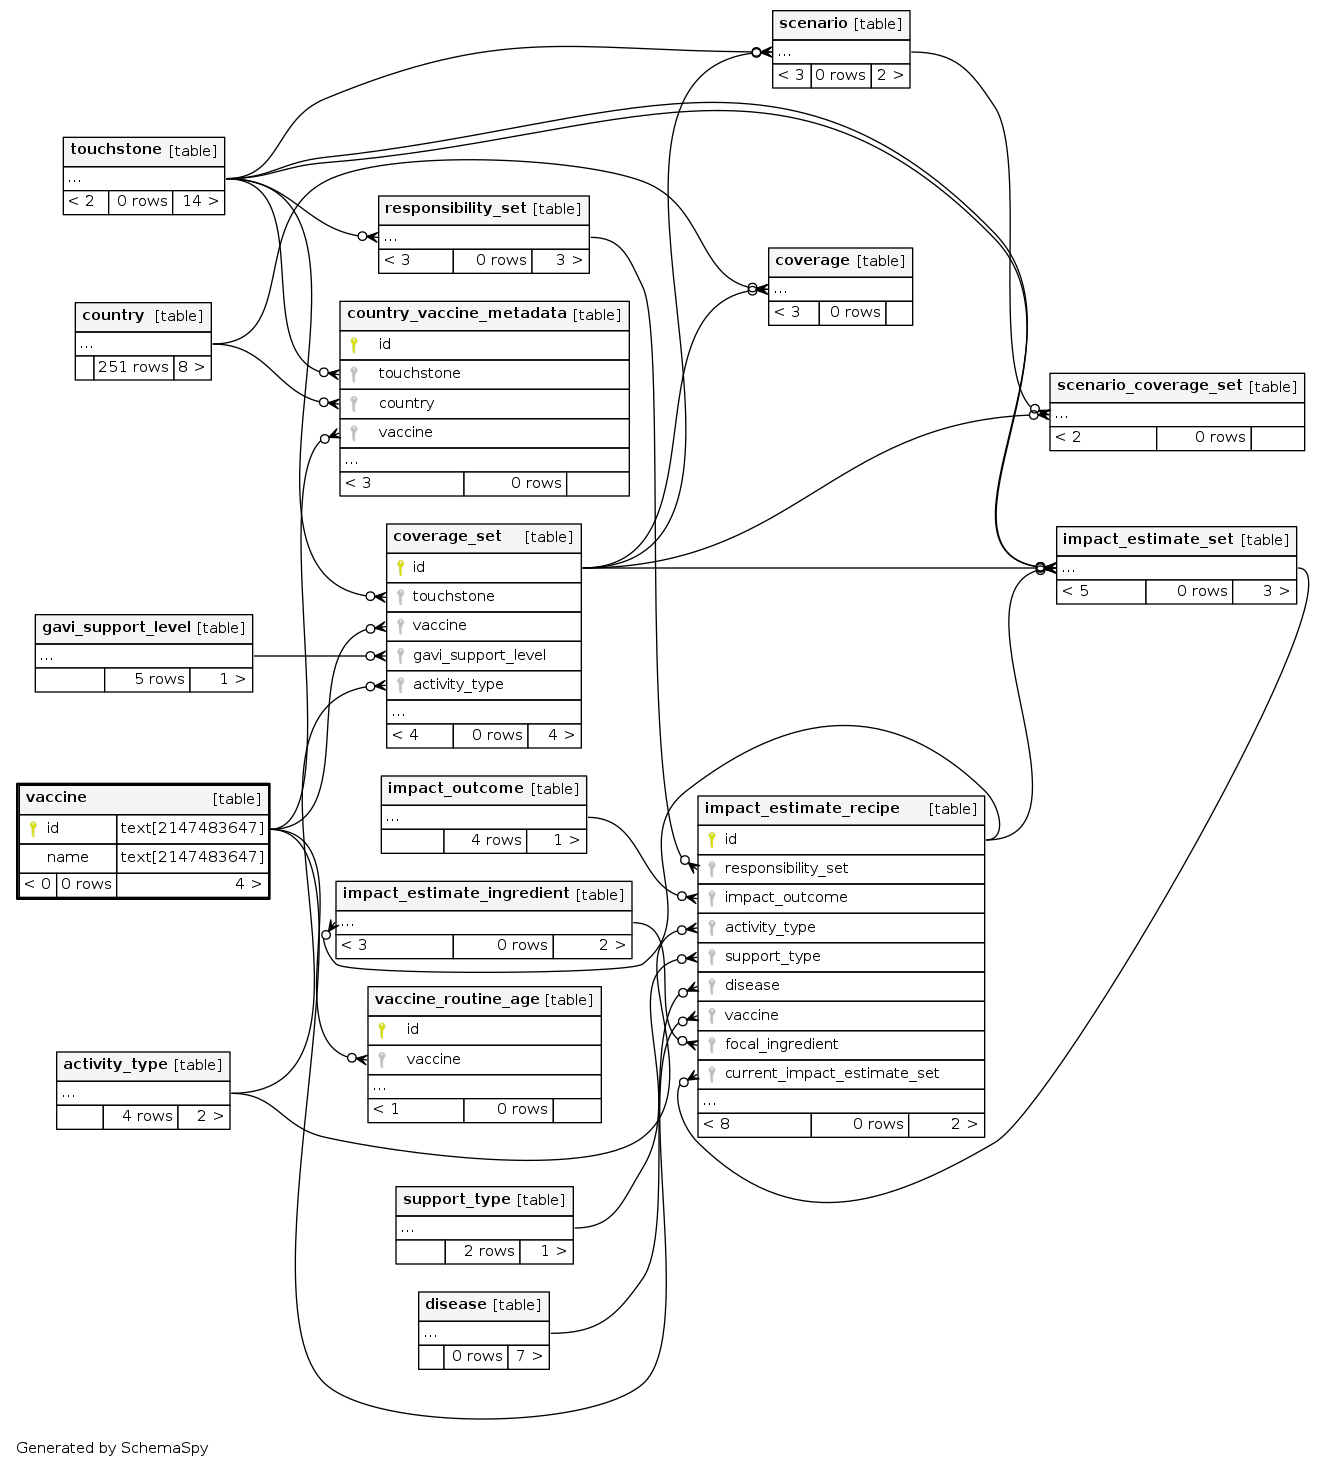 scenario [table]
...
< 3 0 rows 2 >
touchstone [table]
...
< 2 0 rows 14 >
responsibility_set [table]
...
< 3 0 rows 3 >
coverage [table]
...
< 3 0 rows
country [table]
...
251 rows 8 >
country_vaccine_metadata [table]
id
touchstone
country
vaccine
...
< 3 0 rows
scenario_coverage_set [table]
...
< 2 0 rows
coverage_set [table]
id
touchstone
vaccine
gavi_support_level
activity_type
...
< 4 0 rows 4 >
impact_estimate_set [table]
...
< 5 0 rows 3 >
gavi_support_level [table]
...
5 rows 1 >
vaccine [table]
id text[2147483647]
name text[2147483647]
< 0 0 rows 4 >
impact_outcome [table]
...
4 rows 1 >
impact_estimate_recipe [table]
id
responsibility_set
impact_outcome
activity_type
support_type
disease
vaccine
focal_ingredient
current_impact_estimate_set
...
< 8 0 rows 2 >
impact_estimate_ingredient [table]
...
< 3 0 rows 2 >
vaccine_routine_age [table]
id
vaccine
...
< 1 0 rows
activity_type [table]
...
4 rows 2 >
support_type [table]
...
2 rows 1 >
disease [table]
...
0 rows 7 >
Generated by SchemaSpy